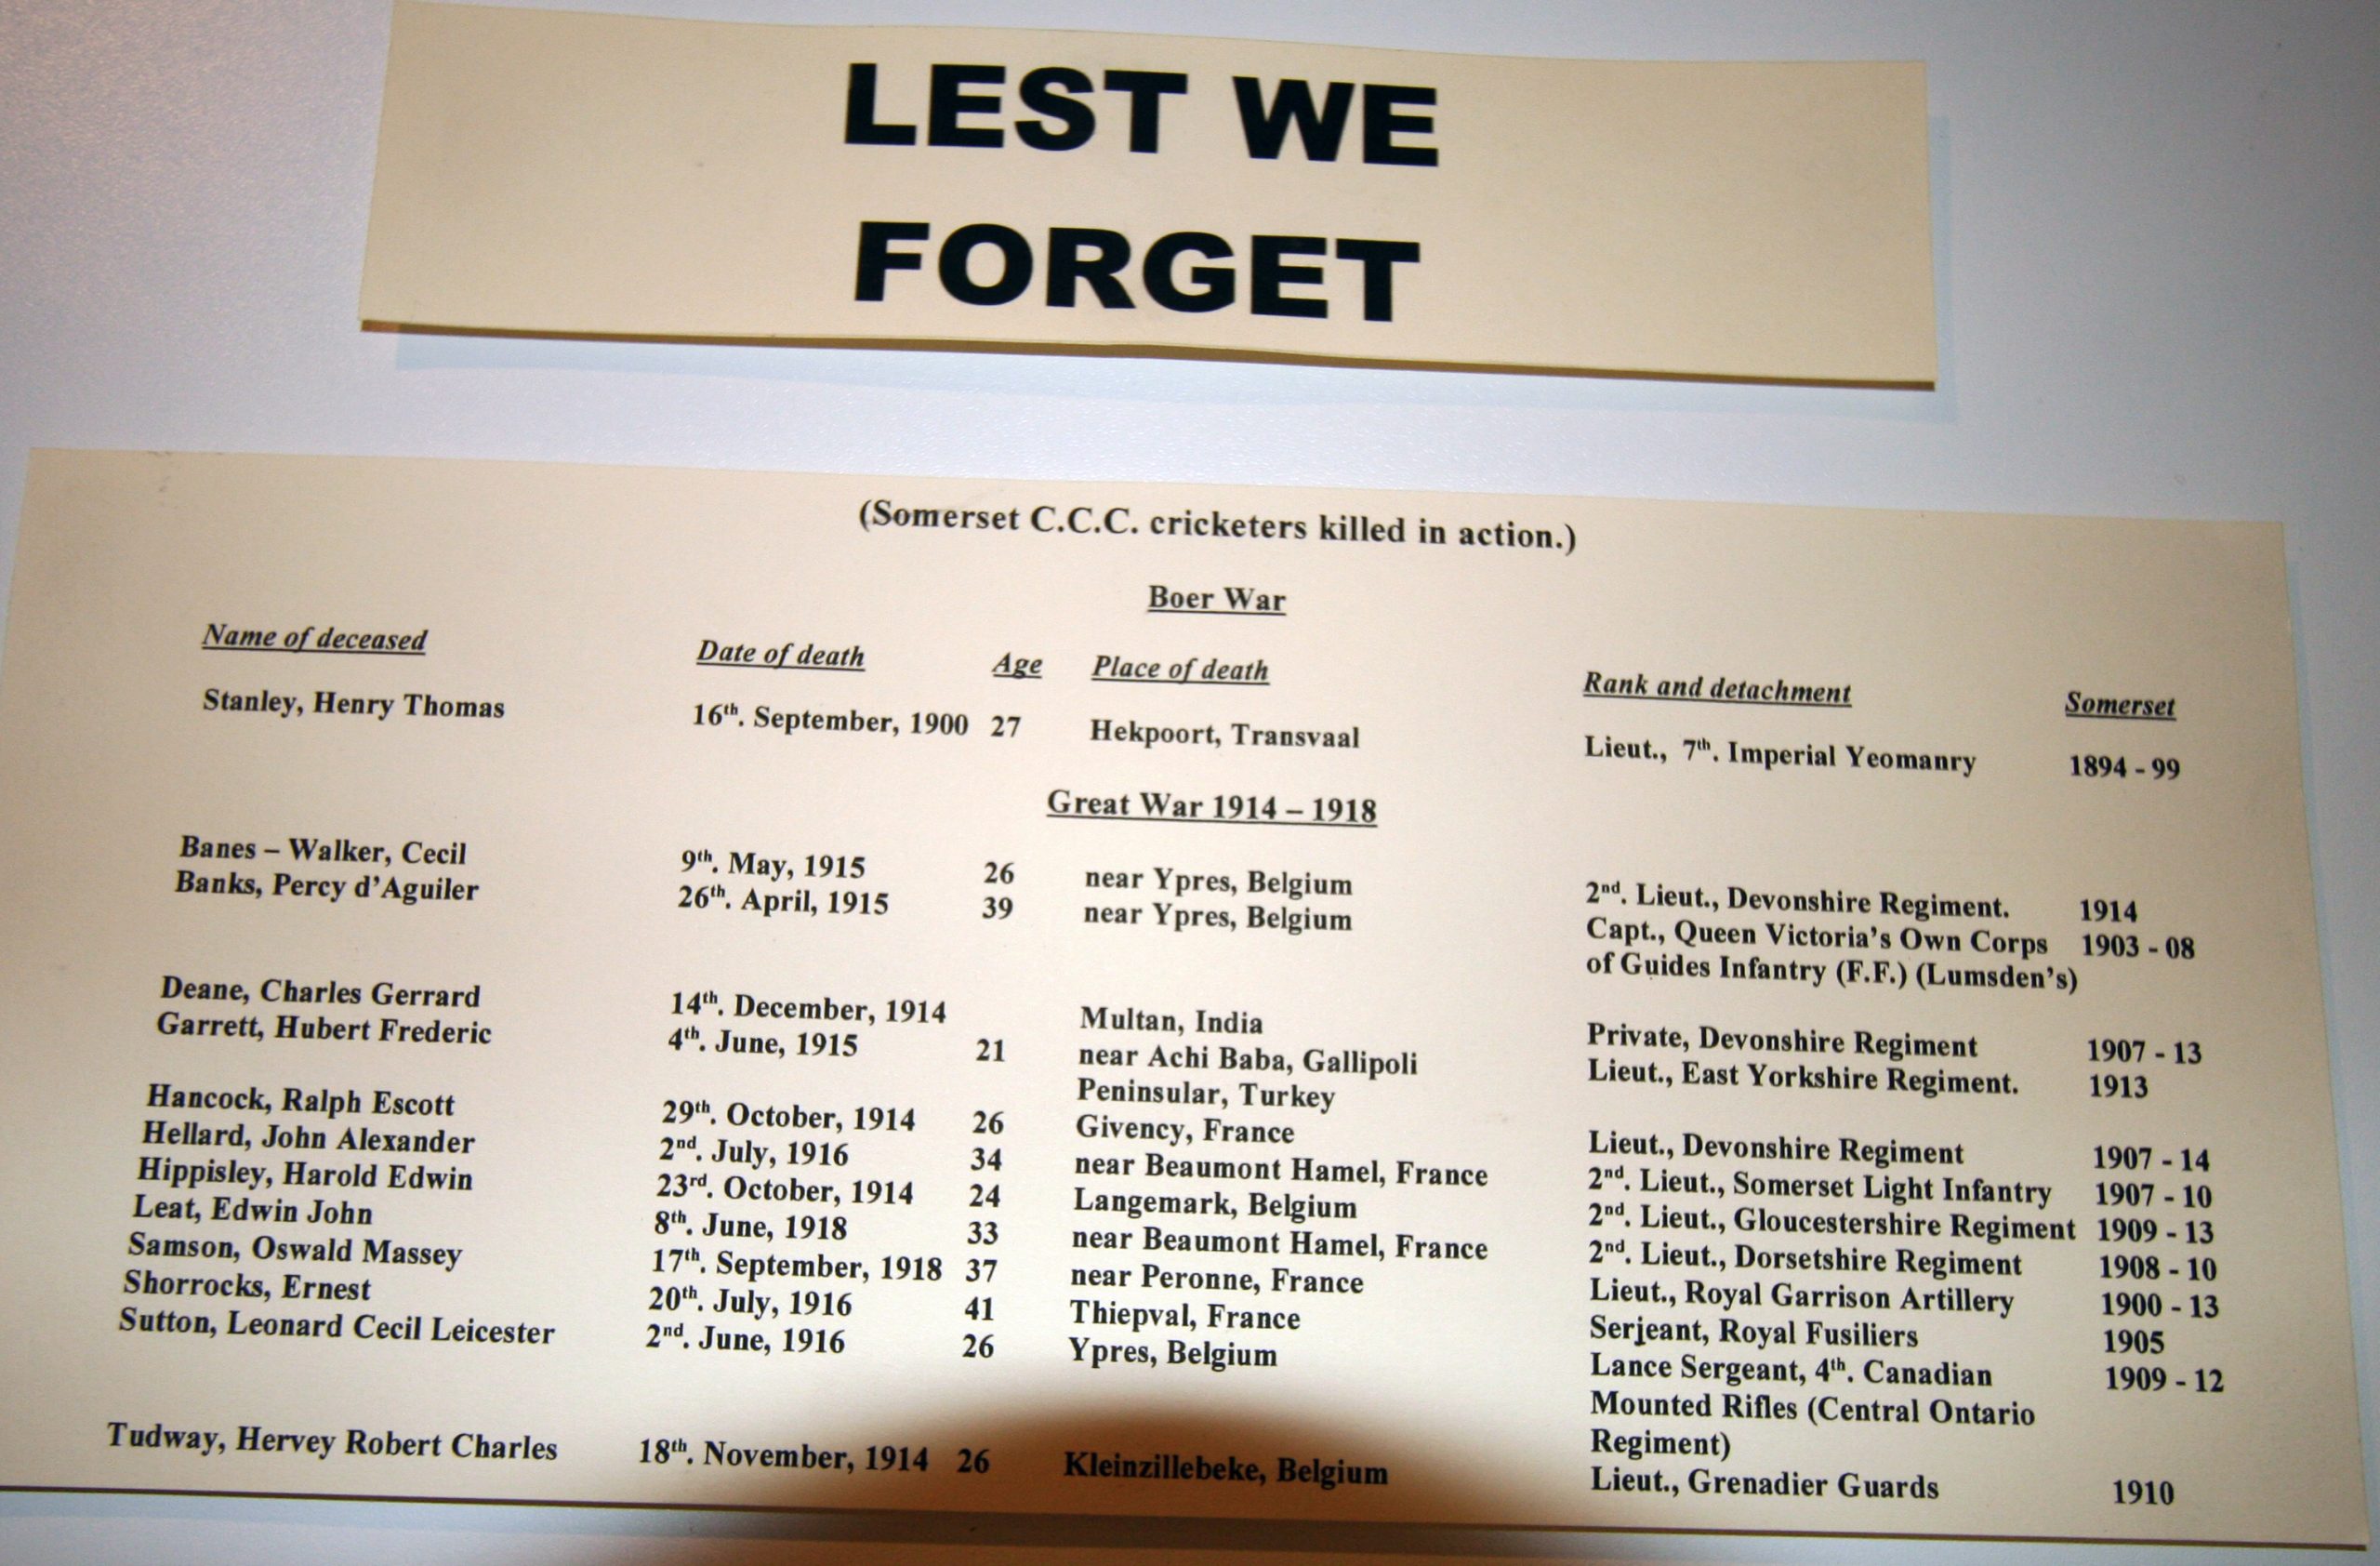 LEST WE
FORGET
(Somerset C.C.C. cricketers killed in action.)
Boer War
Name of deceased Date of death Age Place of death Rank and detachment Somerset
Stanley, Henry Thomas 16th. September, 1900 27 Hekpoort, Transvaal Lieut., 7th. Imperial Yeomanry 1894 - 99
Great War 1914 – 1918
Banes – Walker, Cecil 9th. May, 1915 26 near Ypres, Belgium 2nd. Lieut., Devonshire Regiment. 1914
Banks, Percy d'Aguiler 26th. April, 1915 39 near Ypres, Belgium Capt., Queen Victoria's Own Corps 1903 - 08
of Guides Infantry (F.F.) (Lumsden's)
Deane, Charles Gerrard 14th. December, 1914 Multan, India Private, Devonshire Regiment 1907 - 13
Garrett, Hubert Frederic 4th. June, 1915 21 near Achi Baba, Gallipoli Lieut., East Yorkshire Regiment. 1913
Peninsular, Turkey
Hancock, Ralph Escott 29th. October, 1914 26 Givency, France Lieut., Devonshire Regiment 1907 - 14
Hellard, John Alexander 2nd. July, 1916 34 near Beaumont Hamel, France 2nd. Lieut., Somerset Light Infantry 1907 - 10
Hippisley, Harold Edwin 23rd. October, 1914 24 Langemark, Belgium 2nd. Lieut., Gloucestershire Regiment 1909 - 13
Leat, Edwin John 8th. June, 1918 33 near Beaumont Hamel, France 2nd. Lieut., Dorsetshire Regiment 1908 - 10
Samson, Oswald Massey 17th. September, 1918 37 near Peronne, France Lieut., Royal Garrison Artillery 1900 - 13
Shorrocks, Ernest 20th. July, 1916 41 Thiepval, France Serjeant, Royal Fusiliers 1905
Sutton, Leonard Cecil Leicester 2nd. June, 1916 26 Ypres, Belgium Lance Sergeant, 4th. Canadian 1909 - 12
Mounted Rifles (Central Ontario
Regiment)
Tudway, Hervey Robert Charles 18th. November, 1914 26 Kleinzillebeke, Belgium Lieut., Grenadier Guards 1910